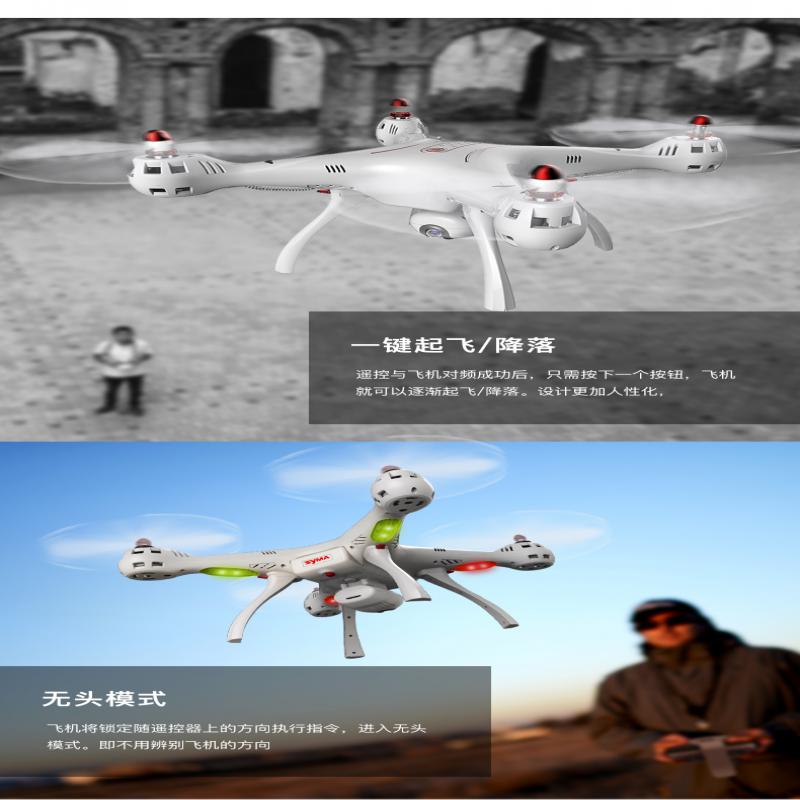 一键起飞/降落
遥控与飞机对频成功后，只需按下一个按钮，飞机
就可以逐渐起飞/降落。设计更加人性化，
SYMA
无头模式
飞机将锁定随遥控器上的方向执行指令，进入无头
模式。即不用辨别飞机的方向